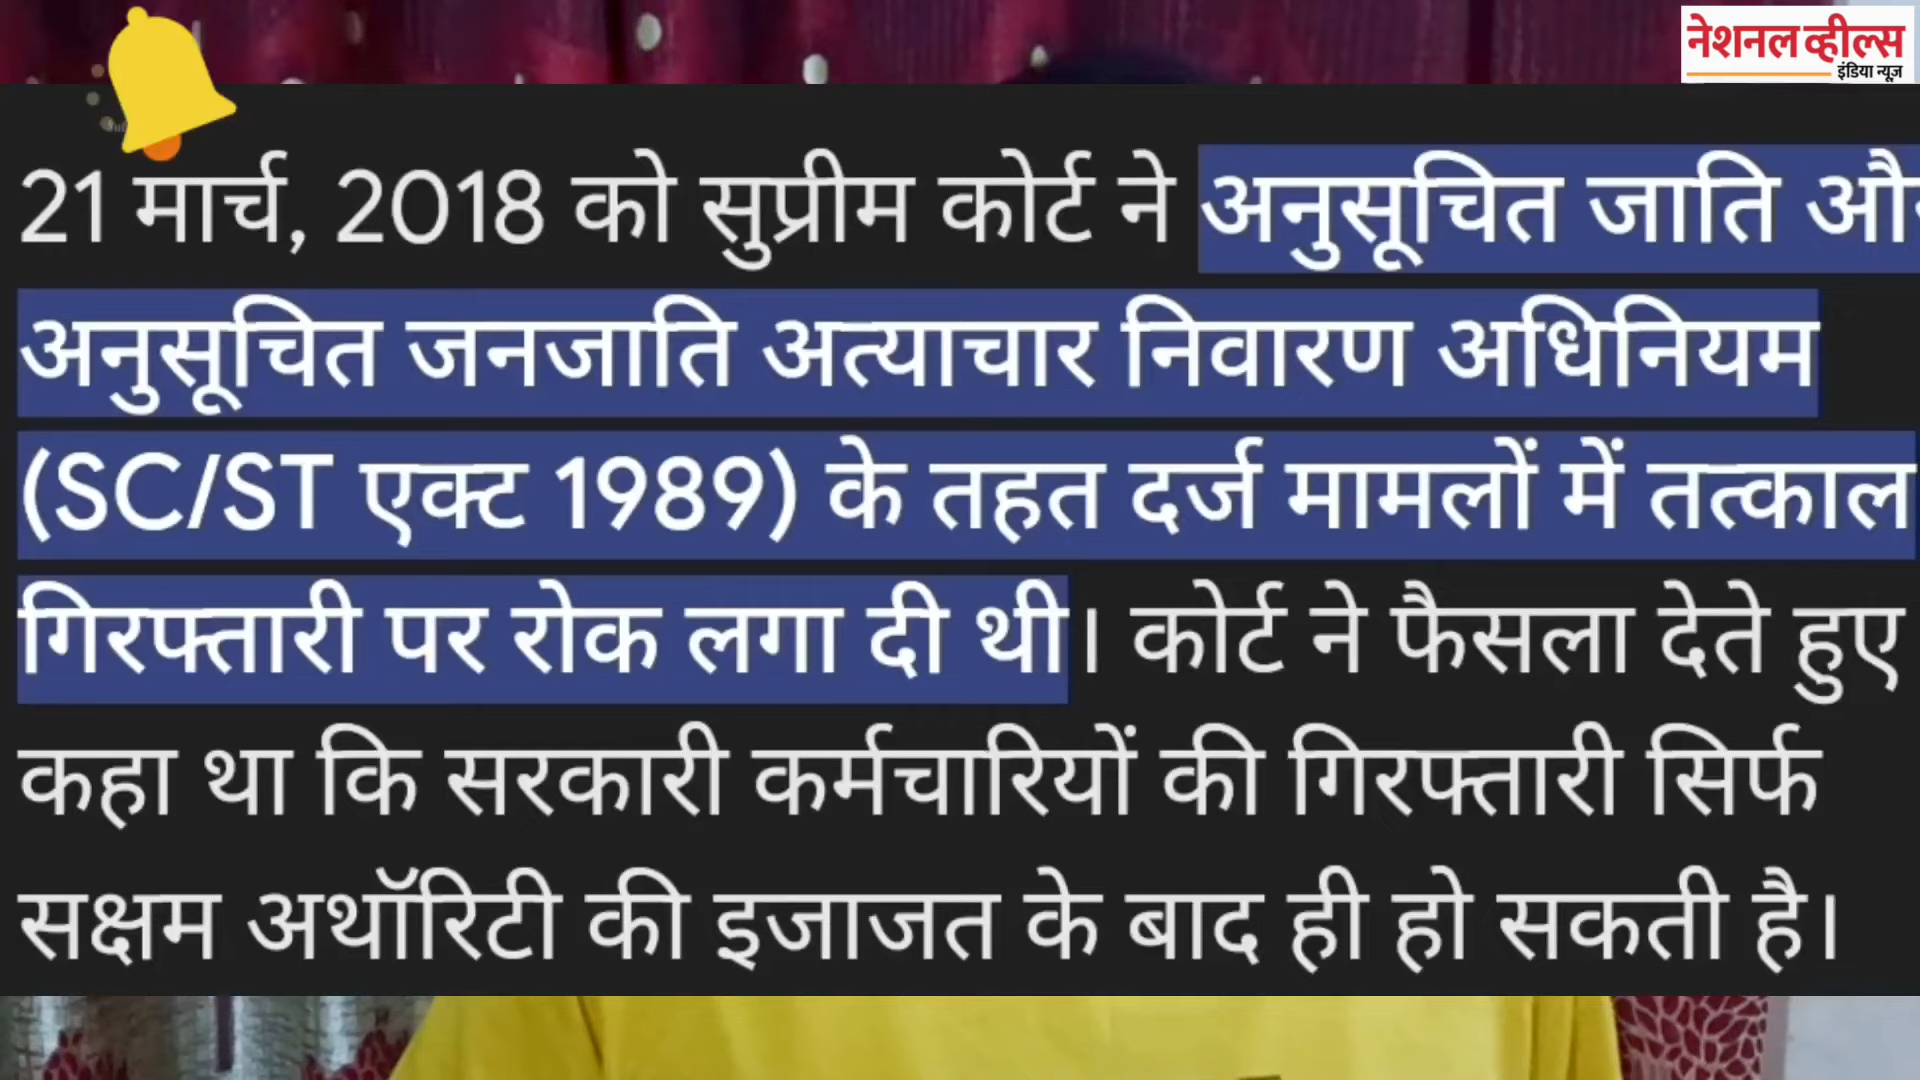 नेशनल व्हील्स
इंडिया न्यूज़
21 मार्च, 2018 को सुप्रीम कोर्ट ने अनुसूचित जाति
अनुसूचित जनजाति अत्याचार निवारण अधिनियम
(SC/ST एक्ट 1989) के तहत दर्ज मामलों में तत्काल
गिरफ्तारी पर रोक लगा दी थी। कोर्ट ने फैसला देते हुए
कहा था कि सरकारी कर्मचारियों की गिरफ्तारी सिर्फ
सक्षम अथॉरिटी की इजाजत के बाद ही हो सकती है।